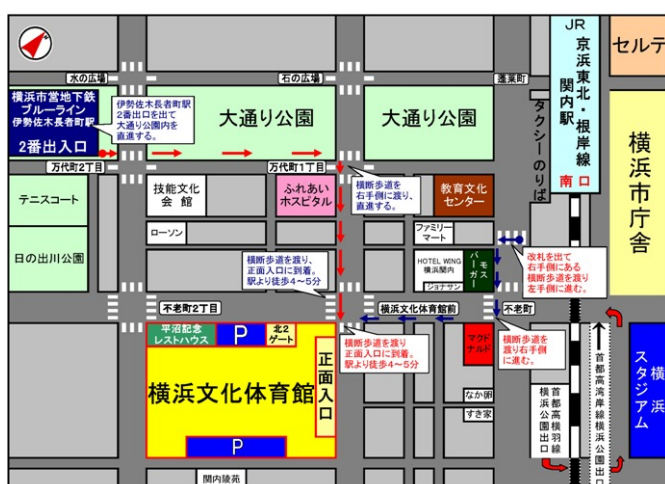 JR
京浜東北・根岸線
関内駅
南口
セルテ
水の広場
石の広場
蓬莱町
横浜市営地下鉄
ブルーライン
伊勢佐木長者町駅
2番出入口
伊勢佐木長者町駅
2番出口を出て
大通り公園内を
直進する。
大通り公園
大通り公園
タクシーのりば
横浜市庁舎
万代町2丁目
万代町1丁目
テニスコート
日の出川公園
技能文化
会館
ふれあい
ホスピタル
横断歩道を
右手側に渡り、
直進する。
教育文化
センター
ローソン
ファミリー
マート
HOTEL WING
横浜関内
モス
バーガー
ジョナサン
改札を出て
右手側にある
横断歩道を渡り
左手側に進む。
横断歩道を渡り、
正面入口に到着。
駅より徒歩4～5分
不老町2丁目
横浜文化体育館前
不老町
平沼記念
レストハウス
P
北2
ゲート
正面入口
横浜文化体育館
P
横断歩道を渡り
正面入口に到着。
駅より徒歩4～5分
マクド
ナルド
横断歩道を
渡り右手側
に進む。
なか卯
すき家
首都高横羽線
横浜公園出口
首都高湾岸線横浜公園出口
横浜
スタジアム
関内陵苑